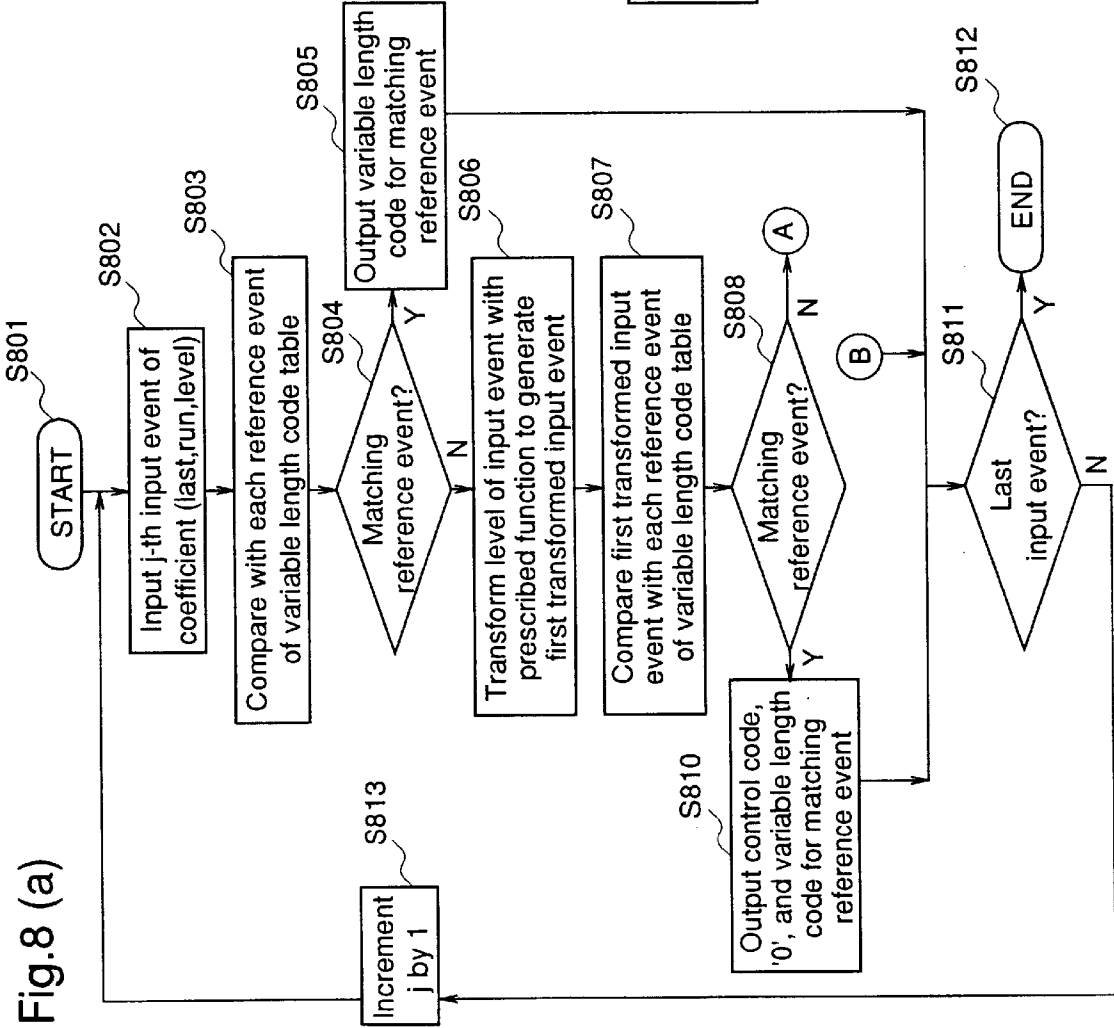 Fig.8 (a)
S801
START
S802
Input j-th input event of
coefficient (last,run,level)
S803
Compare with each reference event
of variable length code table
S804
Matching
reference event?
Y
N
S805
Output variable length
code for matching
reference event
S806
Transform level of input event with
prescribed function to generate
first transformed input event
S807
Compare first transformed input
event with each reference event
of variable length code table
S808
Matching
reference event?
N
A
Y
B
S810
Output control code,
'0', and variable length
code for matching
reference event
S811
Last
input event?
Y
N
S812
END
S813
Increment
j by 1